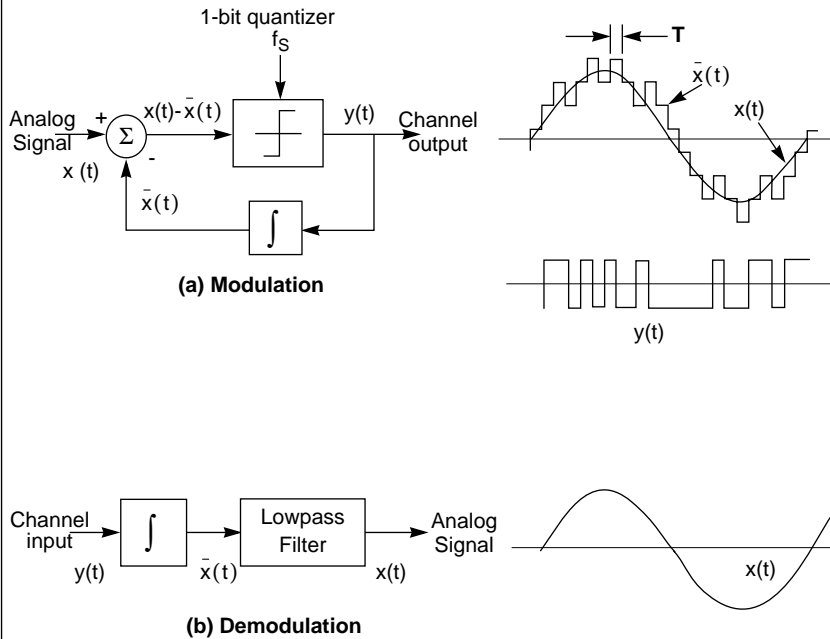 1-bit quantizer
fS
Analog
Signal
x (t)
+
Σ
-
x(t)-x̄(t)
y(t)
Channel
output
x̄(t)
∫
(a) Modulation
T
x̄(t)
x(t)
y(t)
Channel
input
y(t)
∫
x̄(t)
Lowpass
Filter
x(t)
Analog
Signal
x(t)
(b) Demodulation